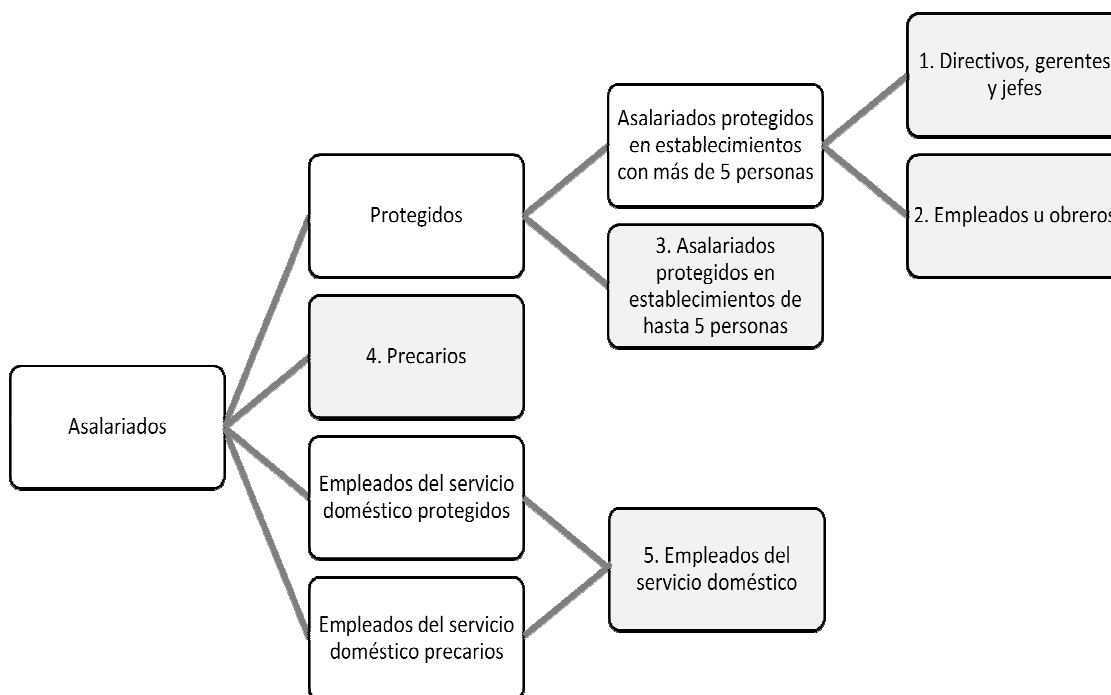 1. Directivos, gerentes
y jefes
Asalariados protegidos
en establecimientos
con más de 5 personas
Protegidos
2. Empleados u obreros
3. Asalariados
protegidos en
establecimientos de
hasta 5 personas
4. Precarios
Asalariados
Empleados del servicio
doméstico protegidos
5. Empleados del
servicio doméstico
Empleados del servicio
doméstico precarios